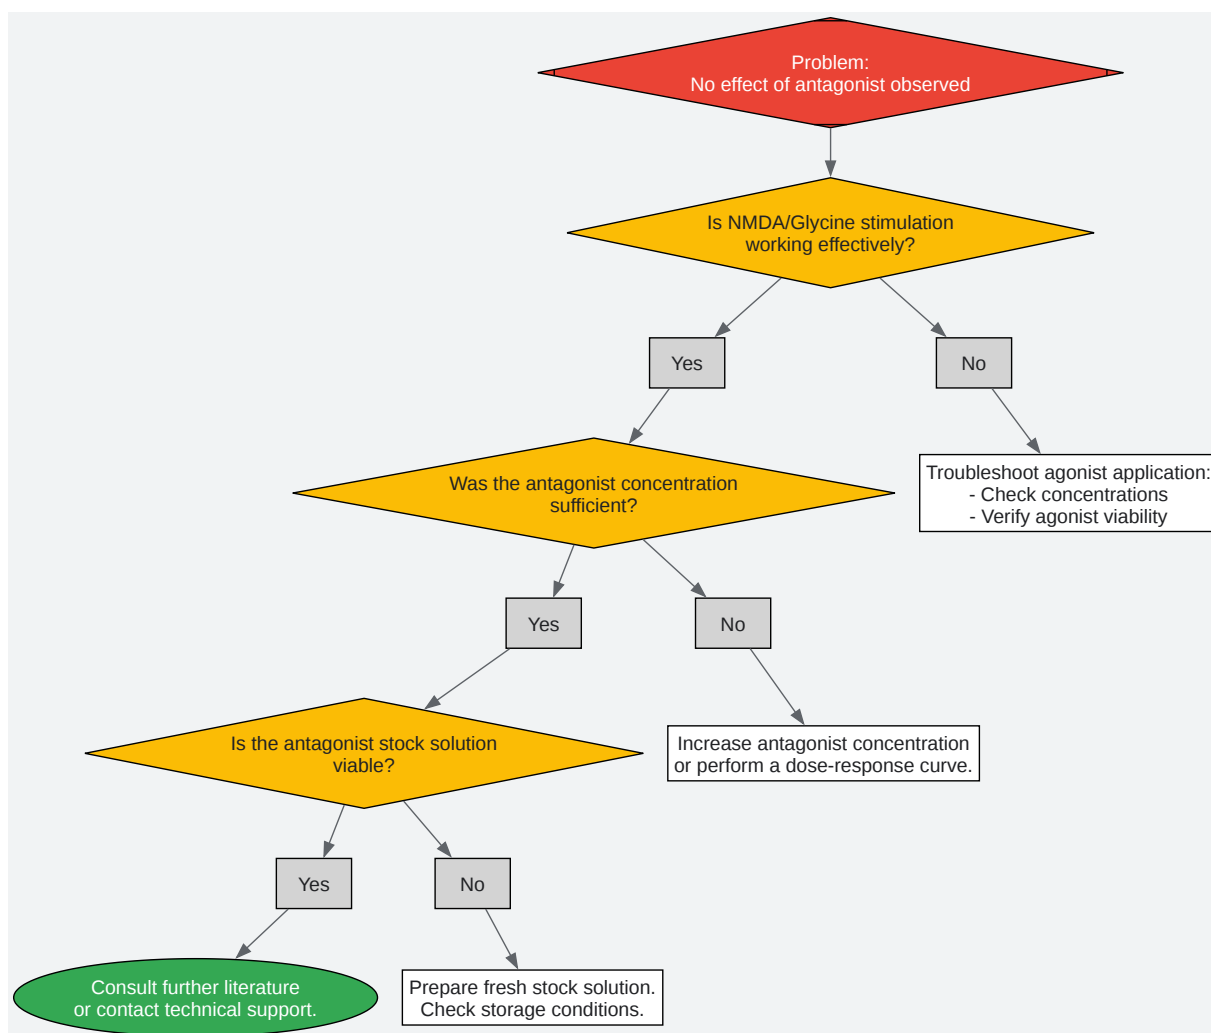 Problem:
No effect of antagonist observed
Is NMDA/Glycine stimulation
working effectively?
Yes
No
Troubleshoot agonist application:
- Check concentrations
- Verify agonist viability
Was the antagonist concentration
sufficient?
Yes
No
Increase antagonist concentration
or perform a dose-response curve.
Is the antagonist stock solution
viable?
Yes
No
Consult further literature
or contact technical support.
Prepare fresh stock solution.
Check storage conditions.